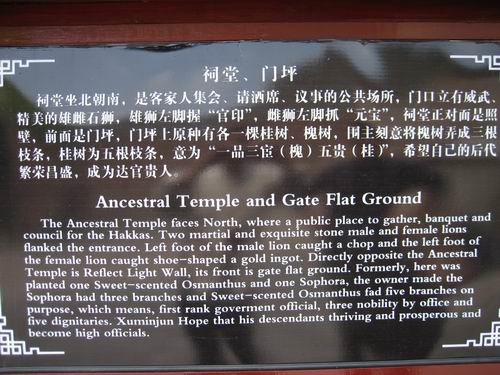 祠堂、门坪
祠堂坐北朝南，是客家人集会、请酒席、议事的公共场所，门口立有威武、
精美的雄雌石狮，雄狮左脚握“官印”，雌狮左脚抓“元宝”，祠堂正对面是照
壁，前面是门坪，门坪上原种有各一棵桂树、槐树，围主刻意将槐树弄成三根
枝条，桂树为五根枝条，意为“一品三宦（槐）五贵（桂）”，希望自己的后代
繁荣昌盛，成为达官贵人。
Ancestral Temple and Gate Flat Ground
The Ancestral Temple faces North, where a public place to gather, banquet and
council for the Hakkas. Two martial and exquisite stone male and female lions
flanked the entrance. Left foot of the male lion caught a chop and the left foot of
the female lion caught shoe-shaped a gold ingot. Directly opposite the Ancestral
Temple is Reflect Light Wall, its front is gate flat ground. Formerly, here was
planted one Sweet-scented Osmanthus and one Sophora, the owner made the
Sophora had three branches and Sweet-scented Osmanthus fad five branches on
purpose, which means, first rank goverment official, three nobility by office and
five dignitaries. Xuminjun Hope that his descendants thriving and prosperous and
become high officials.